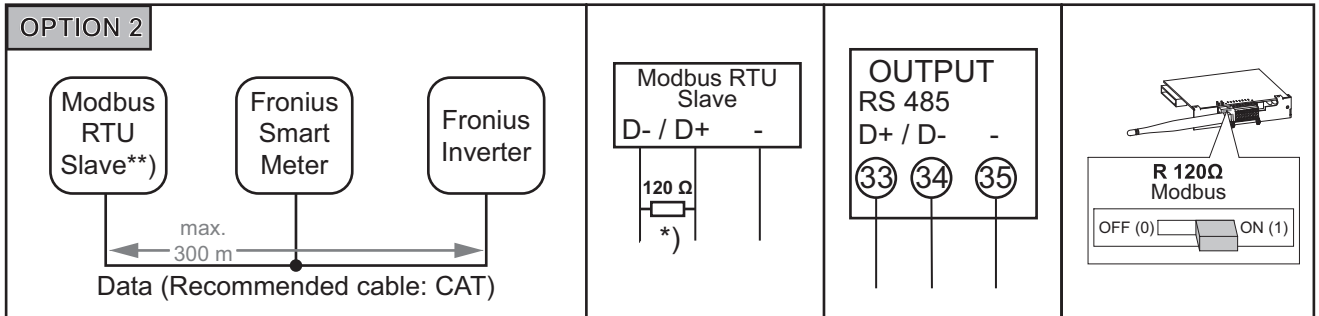 OPTION 2
Modbus
RTU
Slave**)
Fronius
Smart
Meter
Fronius
Inverter
max.
300 m
Data (Recommended cable: CAT)
Modbus RTU
Slave
D- / D+ -
120 Ω
*)
OUTPUT
RS 485
D+ / D- -
33 34 35
R 120Ω
Modbus
OFF (0) ON (1)